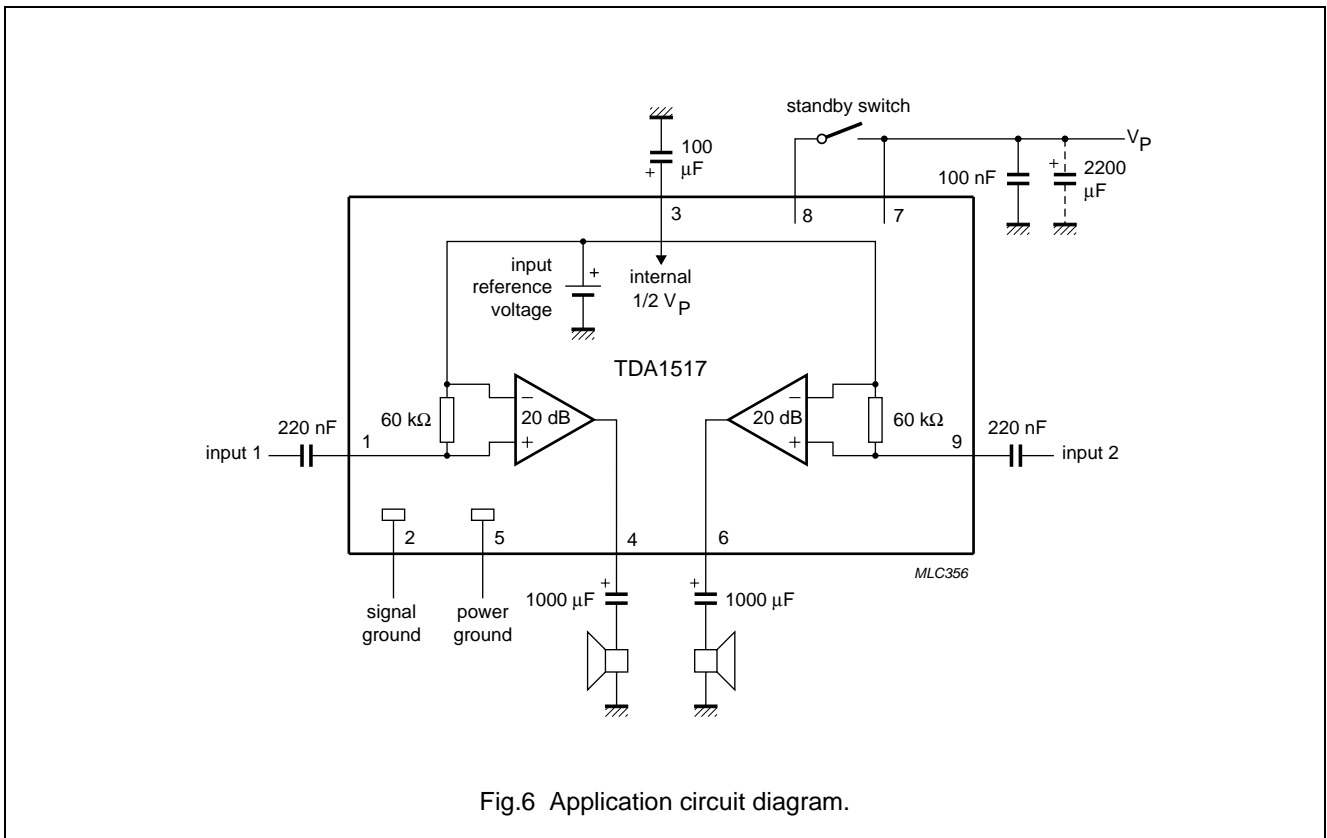 standby switch
V_P
100
μF
+
100 nF
+
2200
μF
3
8
7
input
reference
voltage
+
internal
1/2 V_P
TDA1517
60 kΩ
−
+
20 dB
−
+
20 dB
60 kΩ
220 nF
input 1
1
9
220 nF
input 2
2
5
4
6
MLC356
signal
ground
power
ground
+
1000 μF
+
1000 μF
Fig.6 Application circuit diagram.